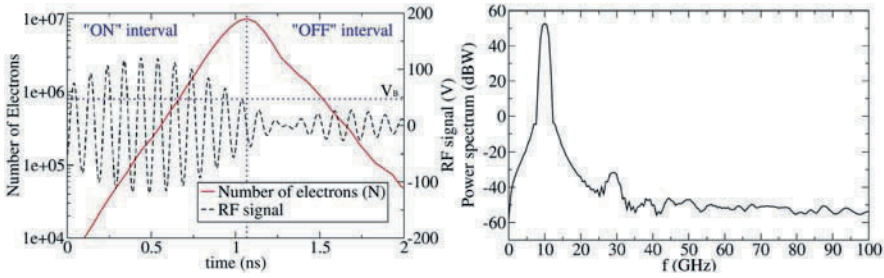 "ON" interval
"OFF" interval
V_B
Number of electrons (N)
RF signal
Number of Electrons
1e+07
1e+06
1e+05
1e+04
0
0.5
1
1.5
2
time (ns)
200
100
0
-100
-200
RF signal (V)
Power spectrum (dBW)
60
40
20
0
-20
-40
-60
0
10
20
30
40
50
60
70
80
90
100
f (GHz)